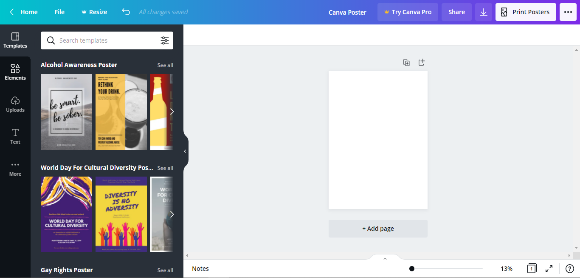 Home File Resize All changes saved Canva Poster Try Canva Pro Share Print Posters
Templates
Elements
Uploads
Text
More
Search templates
Alcohol Awareness Poster See all
be smart.
be sober.
RETHINK
YOUR DRINK.
World Day For Cultural Diversity Pos... See all
WORLD DAY FOR
CULTURAL DIVERSITY
DIVERSITY
IS NO
ADVERSITY
Gay Rights Poster See all
+ Add page
Notes 13% 1